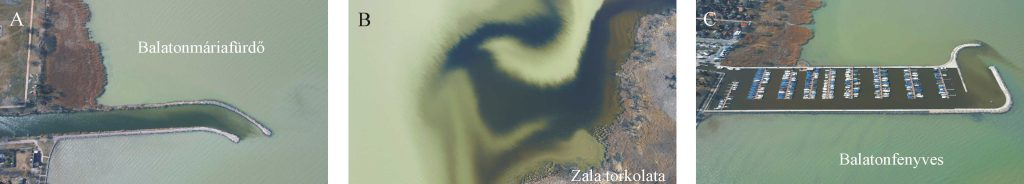 A
Balatonmáriafürdő
B
Zala torkolata
C
Balatonfenyves